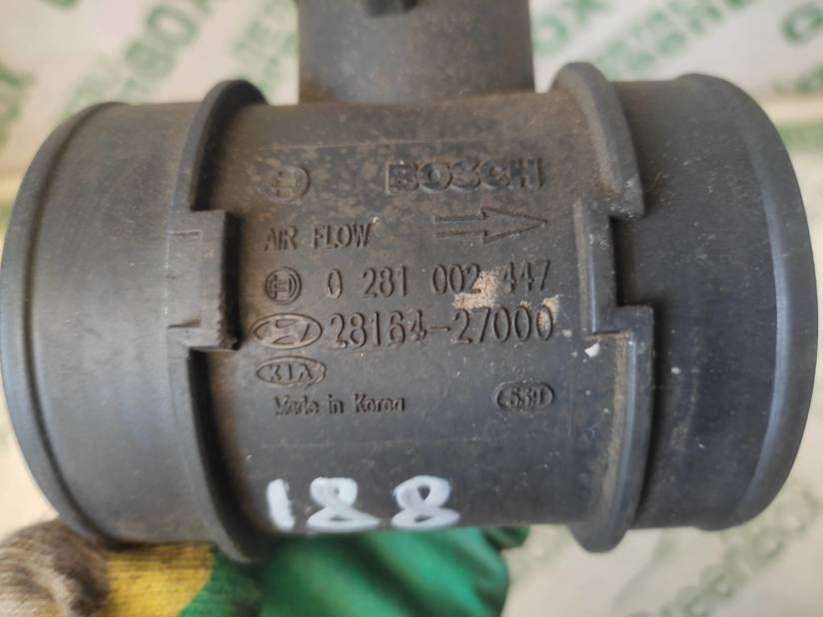 BOSCH
AIR FLOW
0 281 002 447
28164-27000
KIA
Made in Korea
188